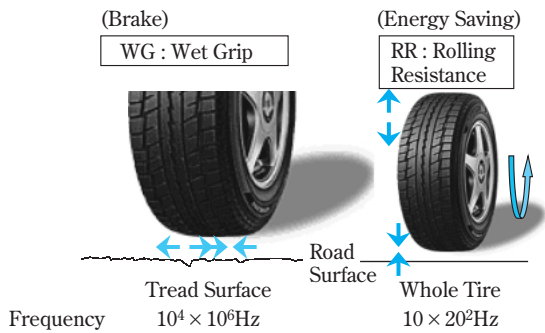 (Brake)
WG : Wet Grip
(Energy Saving)
RR : Rolling
Resistance
Road
Surface
Tread Surface
Whole Tire
Frequency
10⁴ × 10⁶Hz
10 × 20²Hz